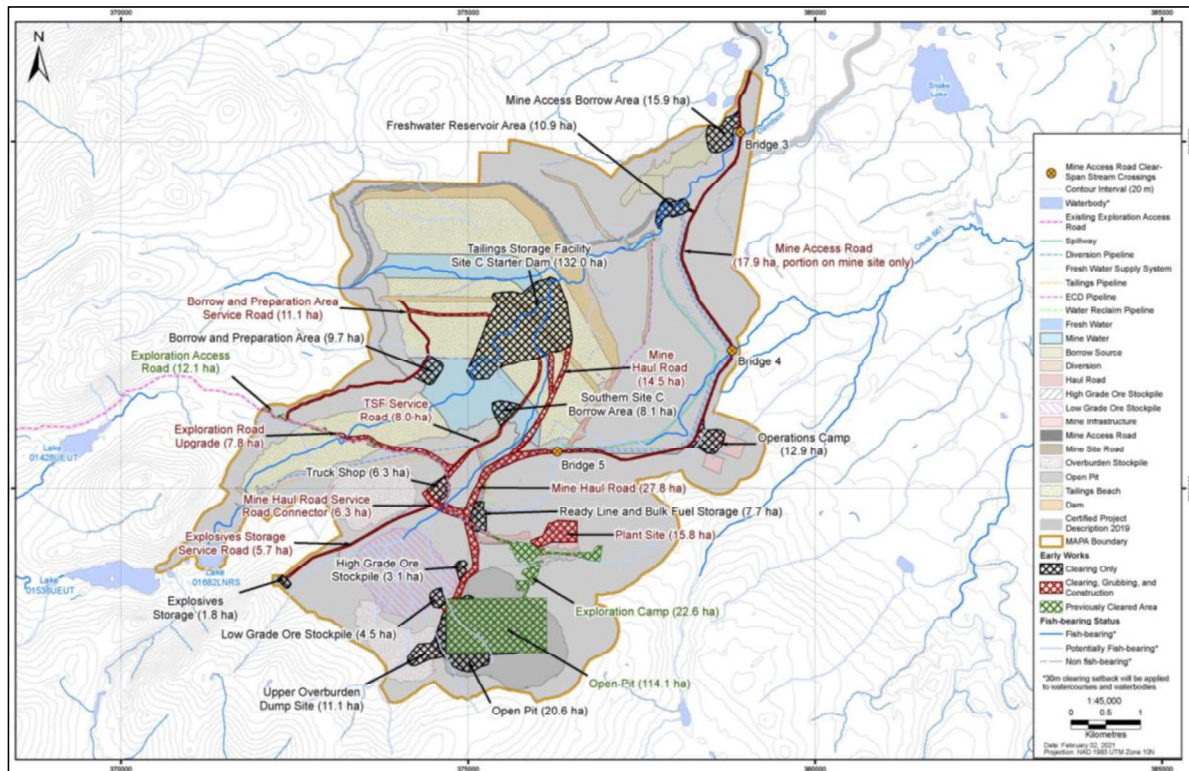 370000
375000
380000
385000
N
Snake
Lake
Mine Access Borrow Area (15.9 ha)
Freshwater Reservoir Area (10.9 ha)
Bridge 3
Tailings Storage Facility
Site C Starter Dam (132.0 ha)
Mine Access Road
(17.9 ha, portion on mine site only)
Borrow and Preparation Area
Service Road (11.1 ha)
Borrow and Preparation Area (9.7 ha)
Exploration Access
Road (12.1 ha)
Mine
Haul Road
(14.5 ha)
Bridge 4
TSF Service
Road (8.0 ha)
Southern Site C
Borrow Area (8.1 ha)
Exploration Road
Upgrade (7.8 ha)
Operations Camp
(12.9 ha)
Lake
01428UEUT
Bridge 5
Truck Shop (6.3 ha)
Mine Haul Road Service
Road Connector (6.3 ha)
Mine Haul Road (27.8 ha)
Ready Line and Bulk Fuel Storage (7.7 ha)
Explosives Storage
Service Road (5.7 ha)
Plant Site (15.8 ha)
High Grade Ore
Stockpile (3.1 ha)
Lake
01682LNRS
Lake
01538UEUT
Explosives
Storage (1.8 ha)
Exploration Camp (22.6 ha)
Low Grade Ore Stockpile (4.5 ha)
Upper Overburden
Dump Site (11.1 ha)
Open Pit (114.1 ha)
Open Pit (20.6 ha)
Mine Access Road Clear-
Span Stream Crossings
Contour Interval (20 m)
Waterbody*
Existing Exploration Access
Road
Spillway
Diversion Pipeline
Fresh Water Supply System
Tailings Pipeline
ECD Pipeline
Water Reclaim Pipeline
Fresh Water
Mine Water
Borrow Source
Diversion
Haul Road
High Grade Ore Stockpile
Low Grade Ore Stockpile
Mine Infrastructure
Mine Access Road
Mine Site Road
Overburden Stockpile
Open Pit
Tailings Beach
Dam
Certified Project
Description 2019
MAPA Boundary
Early Works
Clearing Only
Clearing, Grubbing, and
Construction
Previously Cleared Area
Fish-bearing Status
Fish-bearing*
Potentially Fish-bearing*
Non fish-bearing*
*30m clearing setback will be applied
to watercourses and waterbodies
1:45,000
0 0.5 1
Kilometres
Date: February 02, 2021
Projection: NAD 1983 UTM Zone 10N
370000
375000
380000
385000